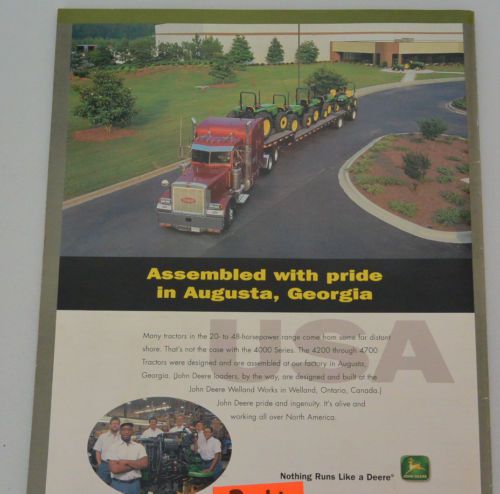 Assembled with pride
in Augusta, Georgia
USA
Many tractors in the 20- to 48-horsepower range come from some far distant
shore. That's not the case with the 4000 Series. The 4200 through 4700
Tractors were designed and are assembled at our factory in Augusta,
Georgia. (John Deere loaders, by the way, are designed and built at the
John Deere Welland Works in Welland, Ontario, Canada.)
John Deere pride and ingenuity. It's alive and
working all over North America.
Nothing Runs Like a Deere®
JOHN DEERE